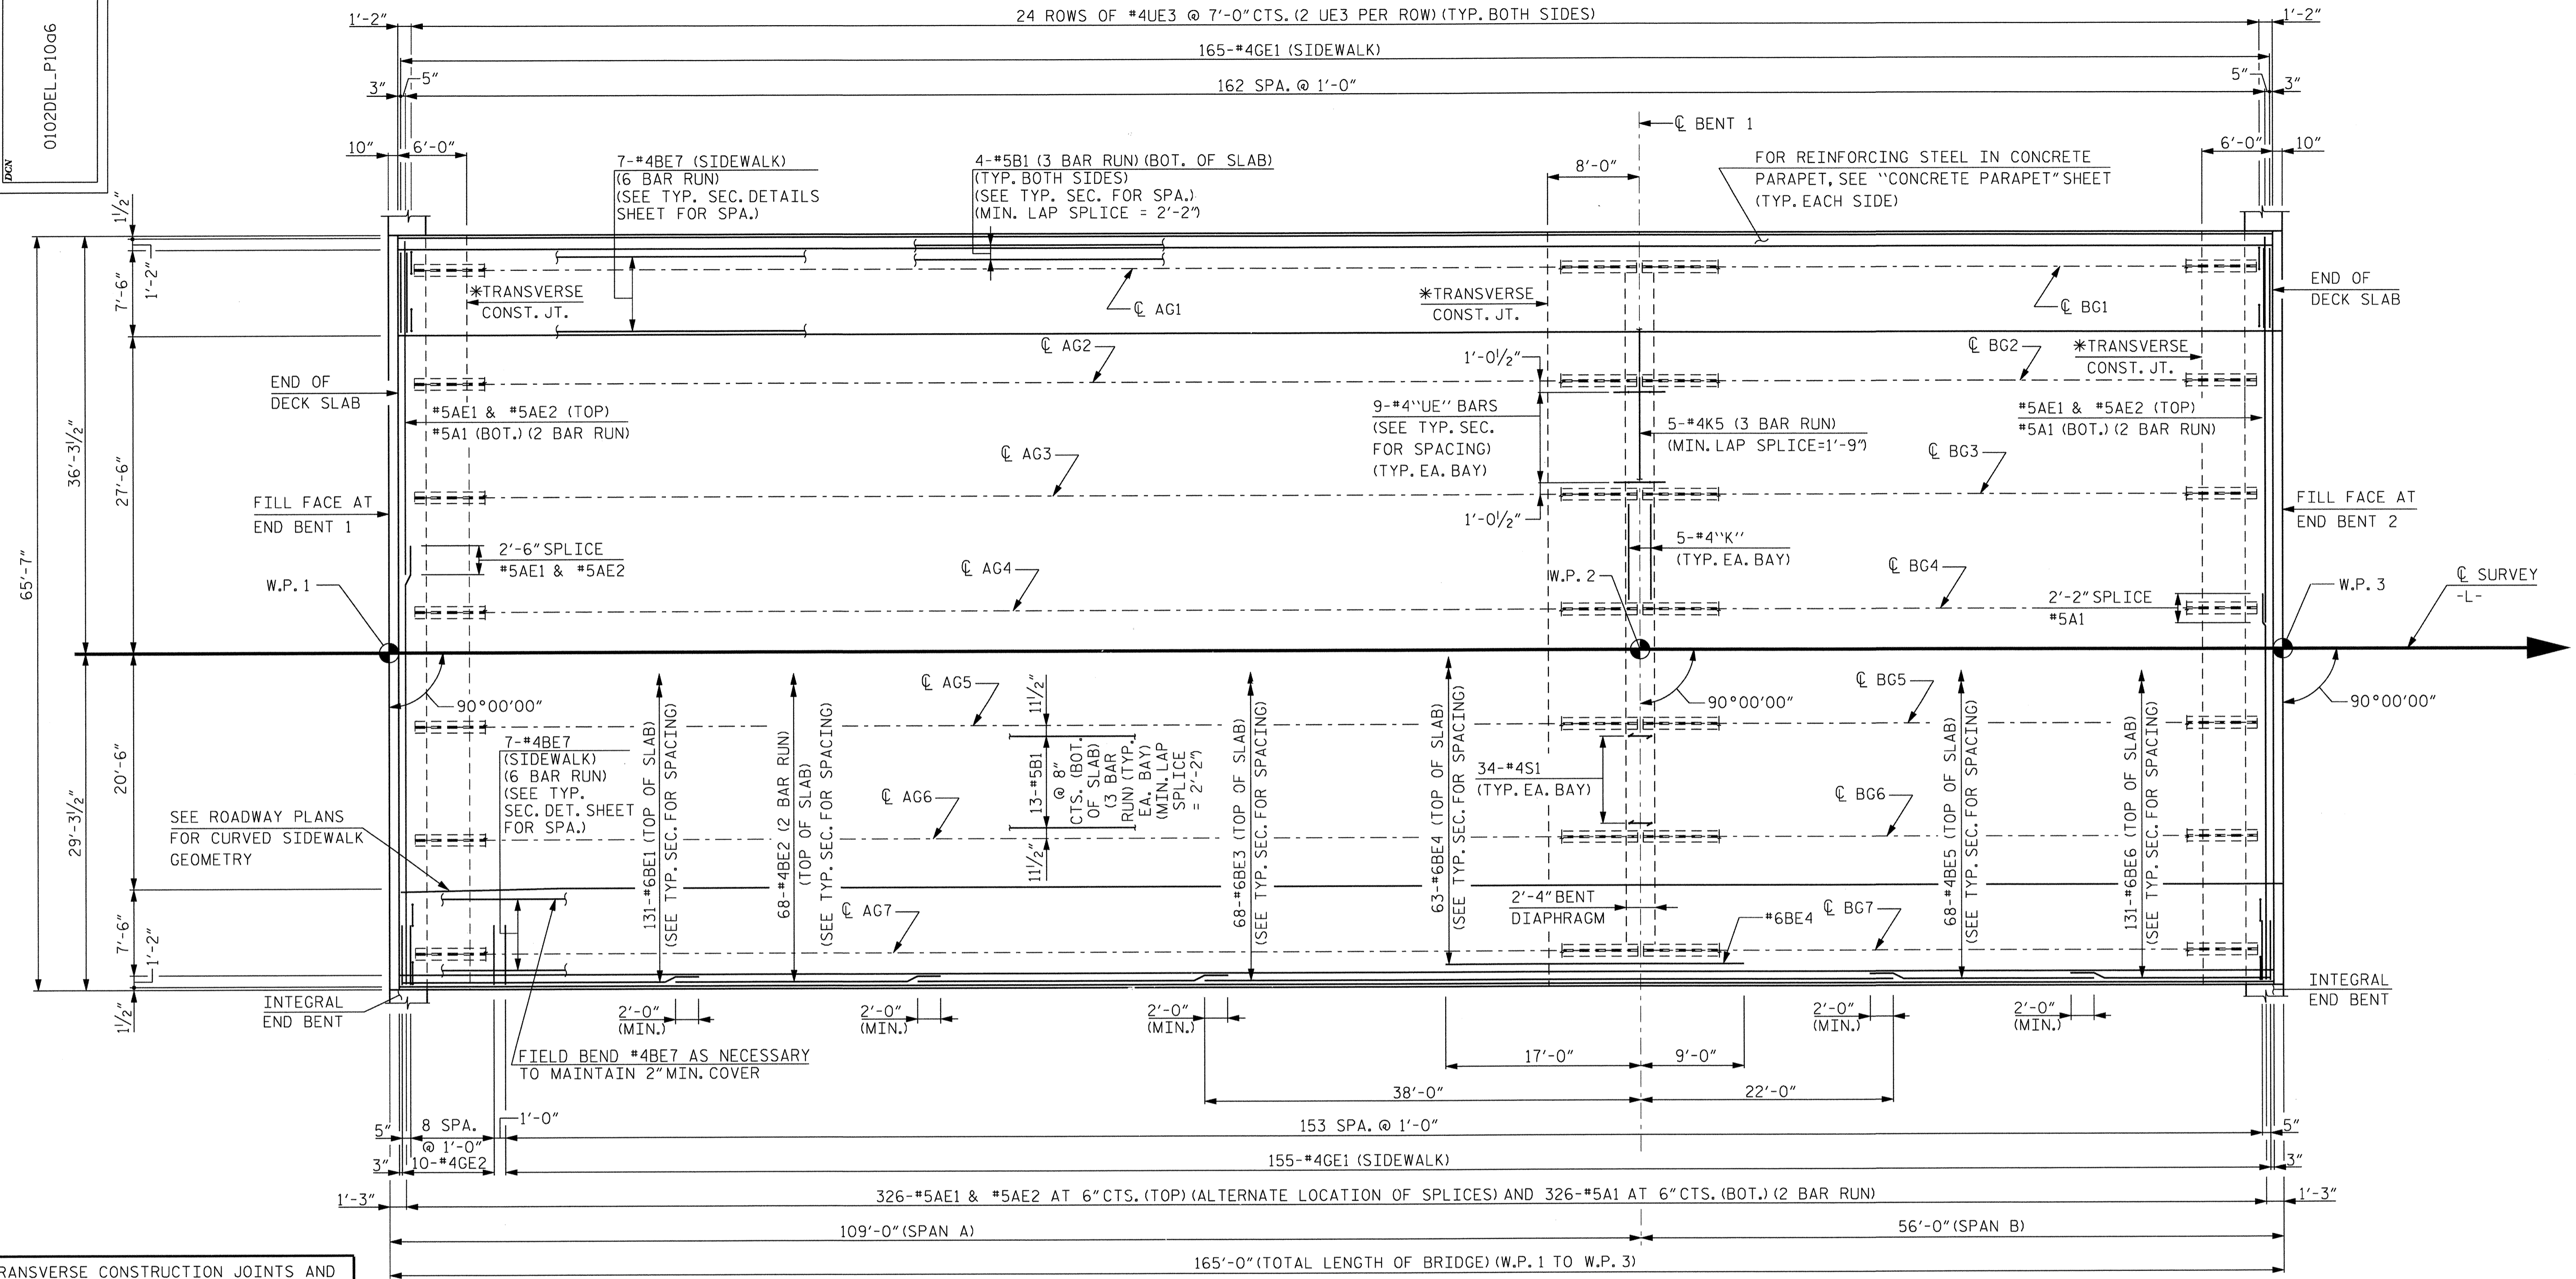 DCN
0102DEL_P10a6
24 ROWS OF #4UE3 @ 7'-0" CTS. (2 UE3 PER ROW) (TYP. BOTH SIDES)
1'-2"
1'-2"
165-#4GE1 (SIDEWALK)
5"
5"
3"
162 SPA. @ 1'-0"
3"
℄ BENT 1
10"
6'-0"
6'-0"
10"
7-#4BE7 (SIDEWALK)
(6 BAR RUN)
(SEE TYP. SEC. DETAILS
SHEET FOR SPA.)
4-#5B1 (3 BAR RUN) (BOT. OF SLAB)
(TYP. BOTH SIDES)
(SEE TYP. SEC. FOR SPA.)
(MIN. LAP SPLICE = 2'-2")
8'-0"
FOR REINFORCING STEEL IN CONCRETE
PARAPET, SEE ‘‘CONCRETE PARAPET" SHEET
(TYP. EACH SIDE)
1½"
1'-2"
7'-6"
*TRANSVERSE
CONST. JT.
℄ AG1
*TRANSVERSE
CONST. JT.
℄ BG1
END OF
DECK SLAB
℄ AG2
1'-0½"
℄ BG2
*TRANSVERSE
CONST. JT.
END OF
DECK SLAB
#5AE1 & #5AE2 (TOP)
#5A1 (BOT.) (2 BAR RUN)
9-#4‘‘UE’’ BARS
(SEE TYP. SEC.
FOR SPACING)
(TYP. EA. BAY)
5-#4K5 (3 BAR RUN)
(MIN. LAP SPLICE=1'-9")
#5AE1 & #5AE2 (TOP)
#5A1 (BOT.) (2 BAR RUN)
36'-3½"
27'-6"
℄ AG3
℄ BG3
FILL FACE AT
END BENT 1
1'-0½"
FILL FACE AT
END BENT 2
65'-7"
2'-6" SPLICE
#5AE1 & #5AE2
5-#4‘‘K’’
(TYP. EA. BAY)
W.P. 1
℄ AG4
W.P. 2
℄ BG4
2'-2" SPLICE
#5A1
W.P. 3
℄ SURVEY
-L-
90°00'00"
90°00'00"
90°00'00"
℄ AG5
℄ BG5
131-#6BE1 (TOP OF SLAB)
(SEE TYP. SEC. FOR SPACING)
68-#4BE2 (2 BAR RUN)
(TOP OF SLAB)
(SEE TYP. SEC. FOR SPACING)
11½"
13-#5B1
@ 8"
CTS. (BOT.
OF SLAB)
(3 BAR
RUN) (TYP.
EA. BAY)
(MIN. LAP
SPLICE
= 2'-2")
11½"
68-#6BE3 (TOP OF SLAB)
(SEE TYP. SEC. FOR SPACING)
63-#6BE4 (TOP OF SLAB)
(SEE TYP. SEC. FOR SPACING)
68-#4BE5 (TOP OF SLAB)
(SEE TYP. SEC. FOR SPACING)
131-#6BE6 (TOP OF SLAB)
(SEE TYP. SEC. FOR SPACING)
7-#4BE7
(SIDEWALK)
(6 BAR RUN)
(SEE TYP.
SEC. DET. SHEET
FOR SPA.)
34-#4S1
(TYP. EA. BAY)
℄ AG6
℄ BG6
29'-3½"
20'-6"
SEE ROADWAY PLANS
FOR CURVED SIDEWALK
GEOMETRY
℄ AG7
2'-4" BENT
DIAPHRAGM
#6BE4
℄ BG7
7'-6"
1'-2"
1½"
INTEGRAL
END BENT
INTEGRAL
END BENT
2'-0"
(MIN.)
2'-0"
(MIN.)
2'-0"
(MIN.)
2'-0"
(MIN.)
2'-0"
(MIN.)
FIELD BEND #4BE7 AS NECESSARY
TO MAINTAIN 2" MIN. COVER
17'-0"
9'-0"
38'-0"
22'-0"
5"
8 SPA.
@ 1'-0"
1'-0"
153 SPA. @ 1'-0"
5"
3"
10-#4GE2
155-#4GE1 (SIDEWALK)
3"
1'-3"
326-#5AE1 & #5AE2 AT 6" CTS. (TOP) (ALTERNATE LOCATION OF SPLICES) AND 326-#5A1 AT 6" CTS. (BOT.) (2 BAR RUN)
1'-3"
109'-0" (SPAN A)
56'-0" (SPAN B)
165'-0" (TOTAL LENGTH OF BRIDGE) (W.P. 1 TO W.P. 3)
RANSVERSE CONSTRUCTION JOINTS AND